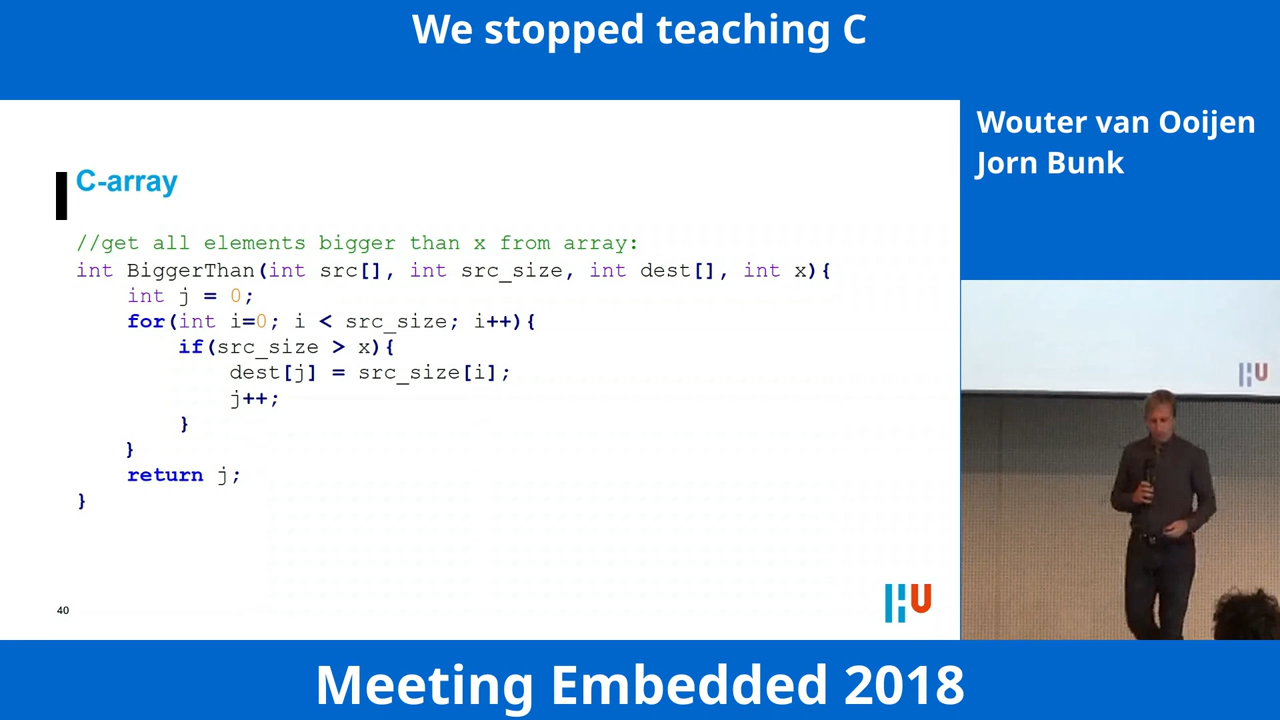 We stopped teaching C
Wouter van Ooijen
Jorn Bunk
C-array
//get all elements bigger than x from array:
int BiggerThan(int src[], int src_size, int dest[], int x){
int j = 0;
for(int i=0; i < src_size; i++){
if(src_size > x){
dest[j] = src_size[i];
j++;
}
}
return j;
}
40
HU
HU
Meeting Embedded 2018